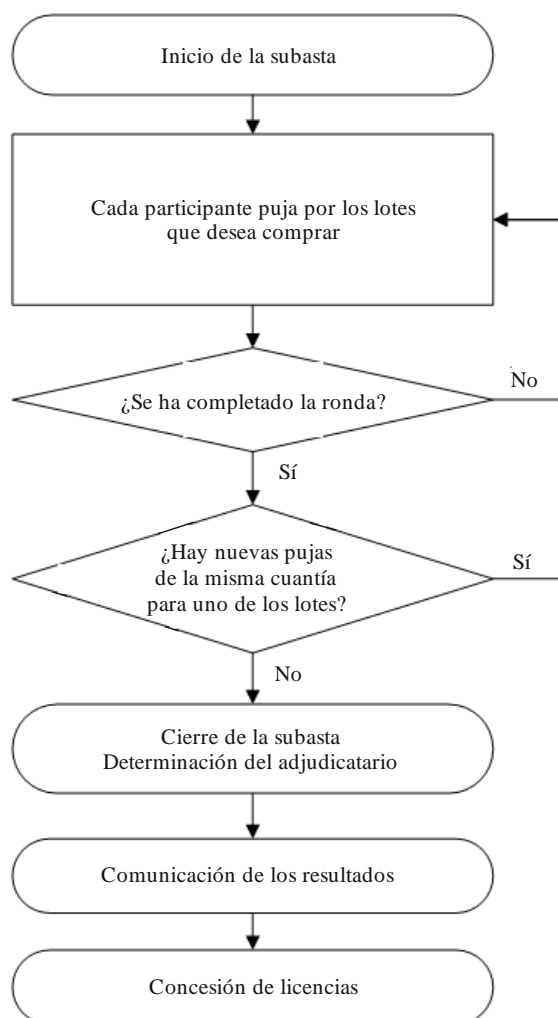 Inicio de la subasta
Cada participante puja por los lotes
que desea comprar
¿Se ha completado la ronda?
No
Sí
¿Hay nuevas pujas
de la misma cuantía
para uno de los lotes?
Sí
No
Cierre de la subasta
Determinación del adjudicatario
Comunicación de los resultados
Concesión de licencias